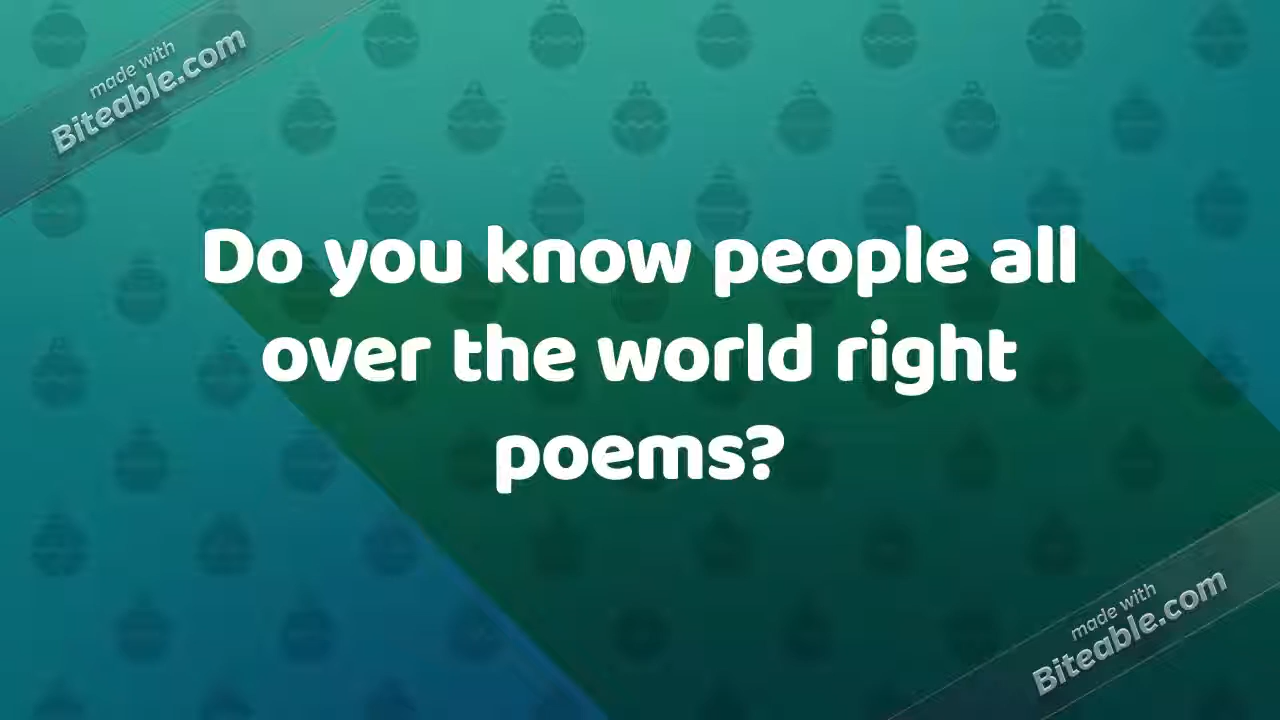 made with
Biteable.com
Do you know people all
over the world right
poems?
made with
Biteable.com